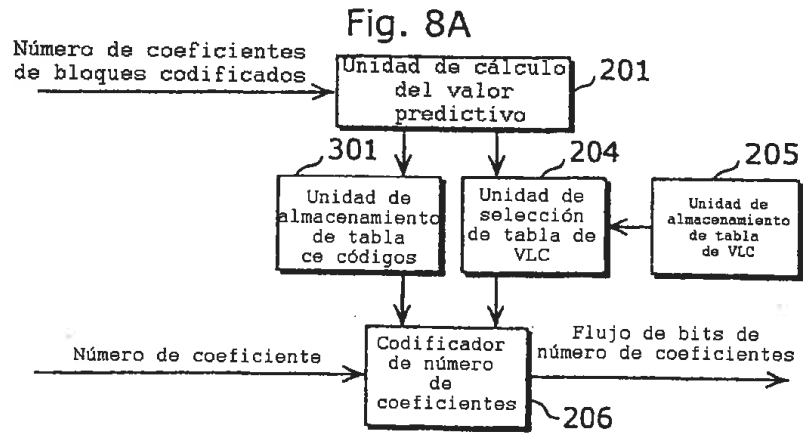 Fig. 8A
Número de coeficientes
de bloques codificados
Unidad de cálculo
del valor
predictivo
201
301
204
205
Unidad de
almacenamiento
de tabla
ce códigos
Unidad de
selección
de tabla de
VLC
Unidad de
almacenamiento
de tabla
de VLC
Número de coeficiente
Codificador
de número
de
coeficientes
Flujo de bits de
número de coeficientes
206